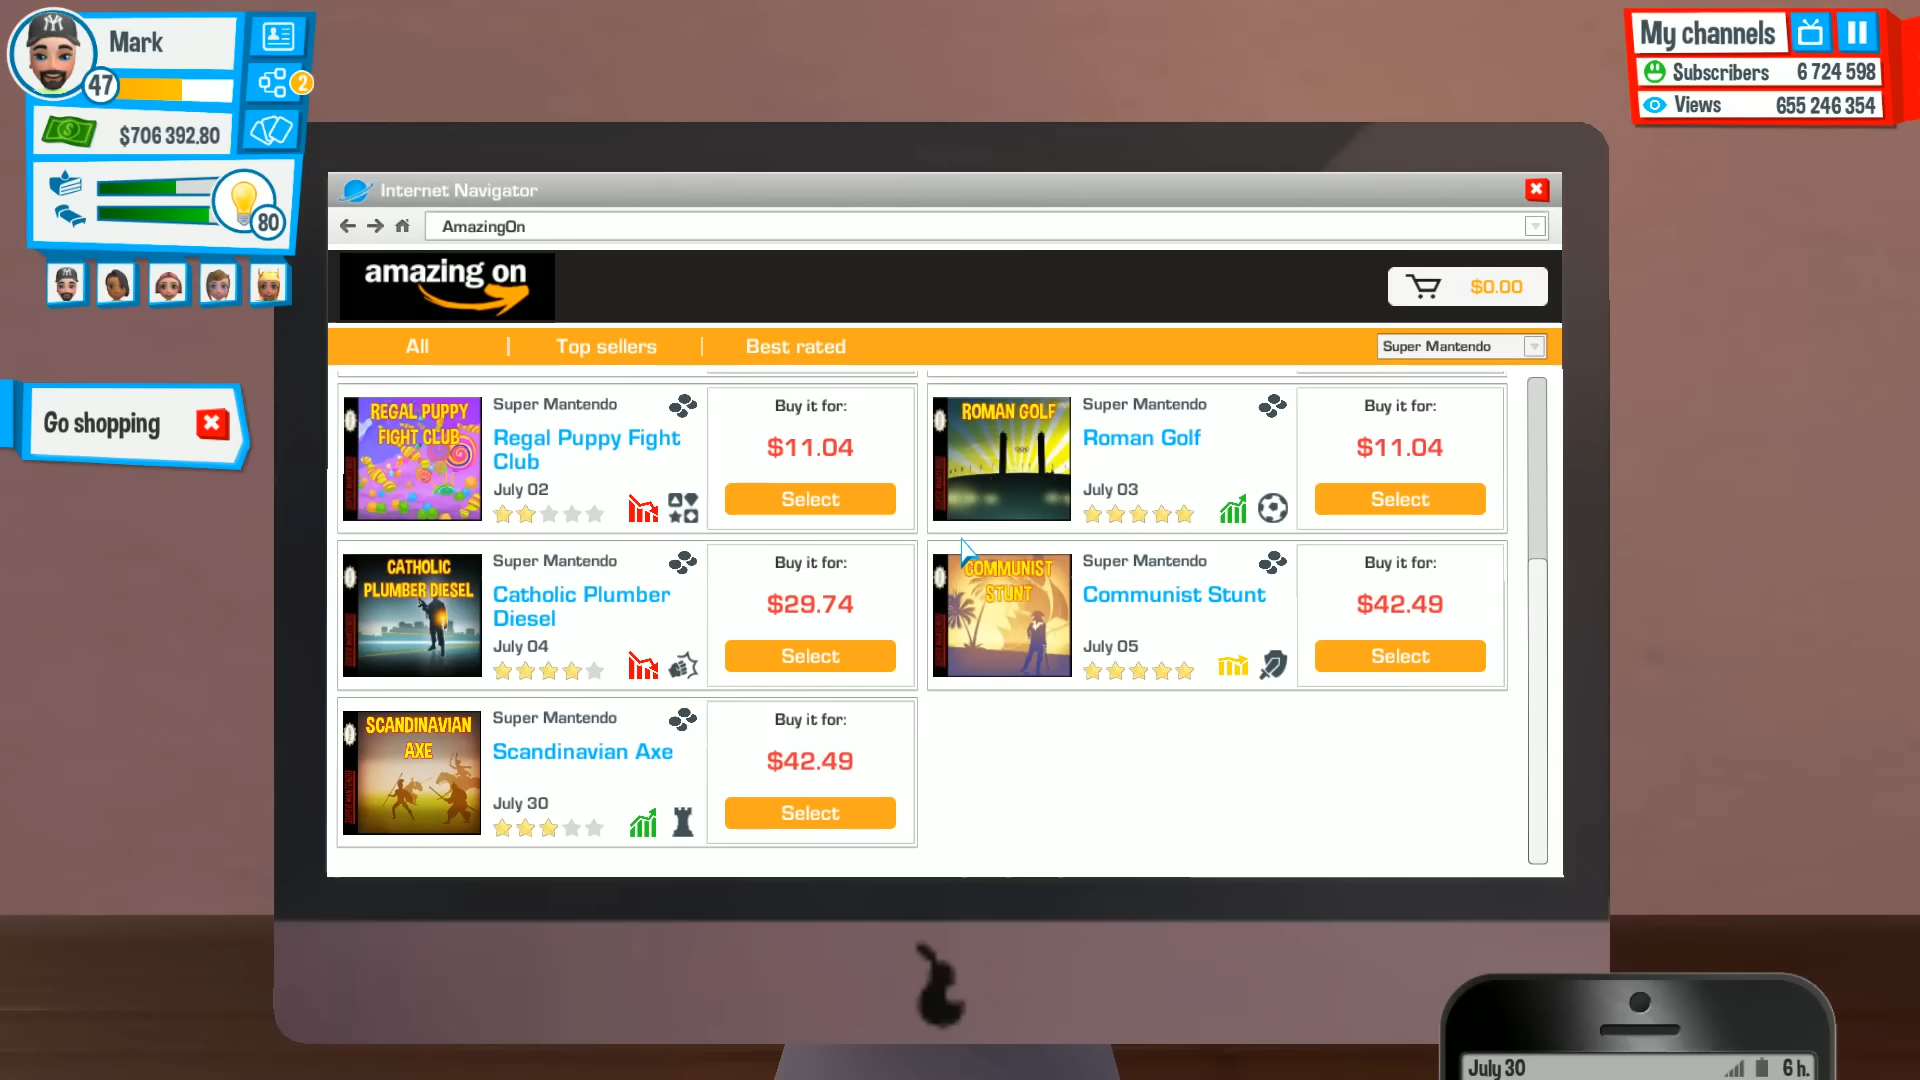 Mark
47
2
$706 392.80
80
Go shopping
My channels
Subscribers 6 724 598
Views 655 246 354
Internet Navigator
AmazingOn
amazing on
$0.00
All | Top sellers | Best rated
Super Mantendo
REGAL PUPPY
FIGHT CLUB
Super Mantendo
Regal Puppy Fight
Club
July 02
Buy it for:
$11.04
Select
ROMAN GOLF
Super Mantendo
Roman Golf
July 03
Buy it for:
$11.04
Select
CATHOLIC
PLUMBER DIESEL
Super Mantendo
Catholic Plumber
Diesel
July 04
Buy it for:
$29.74
Select
COMMUNIST
STUNT
Super Mantendo
Communist Stunt
July 05
Buy it for:
$42.49
Select
SCANDINAVIAN
AXE
Super Mantendo
Scandinavian Axe
July 30
Buy it for:
$42.49
Select
July 30
6 h.